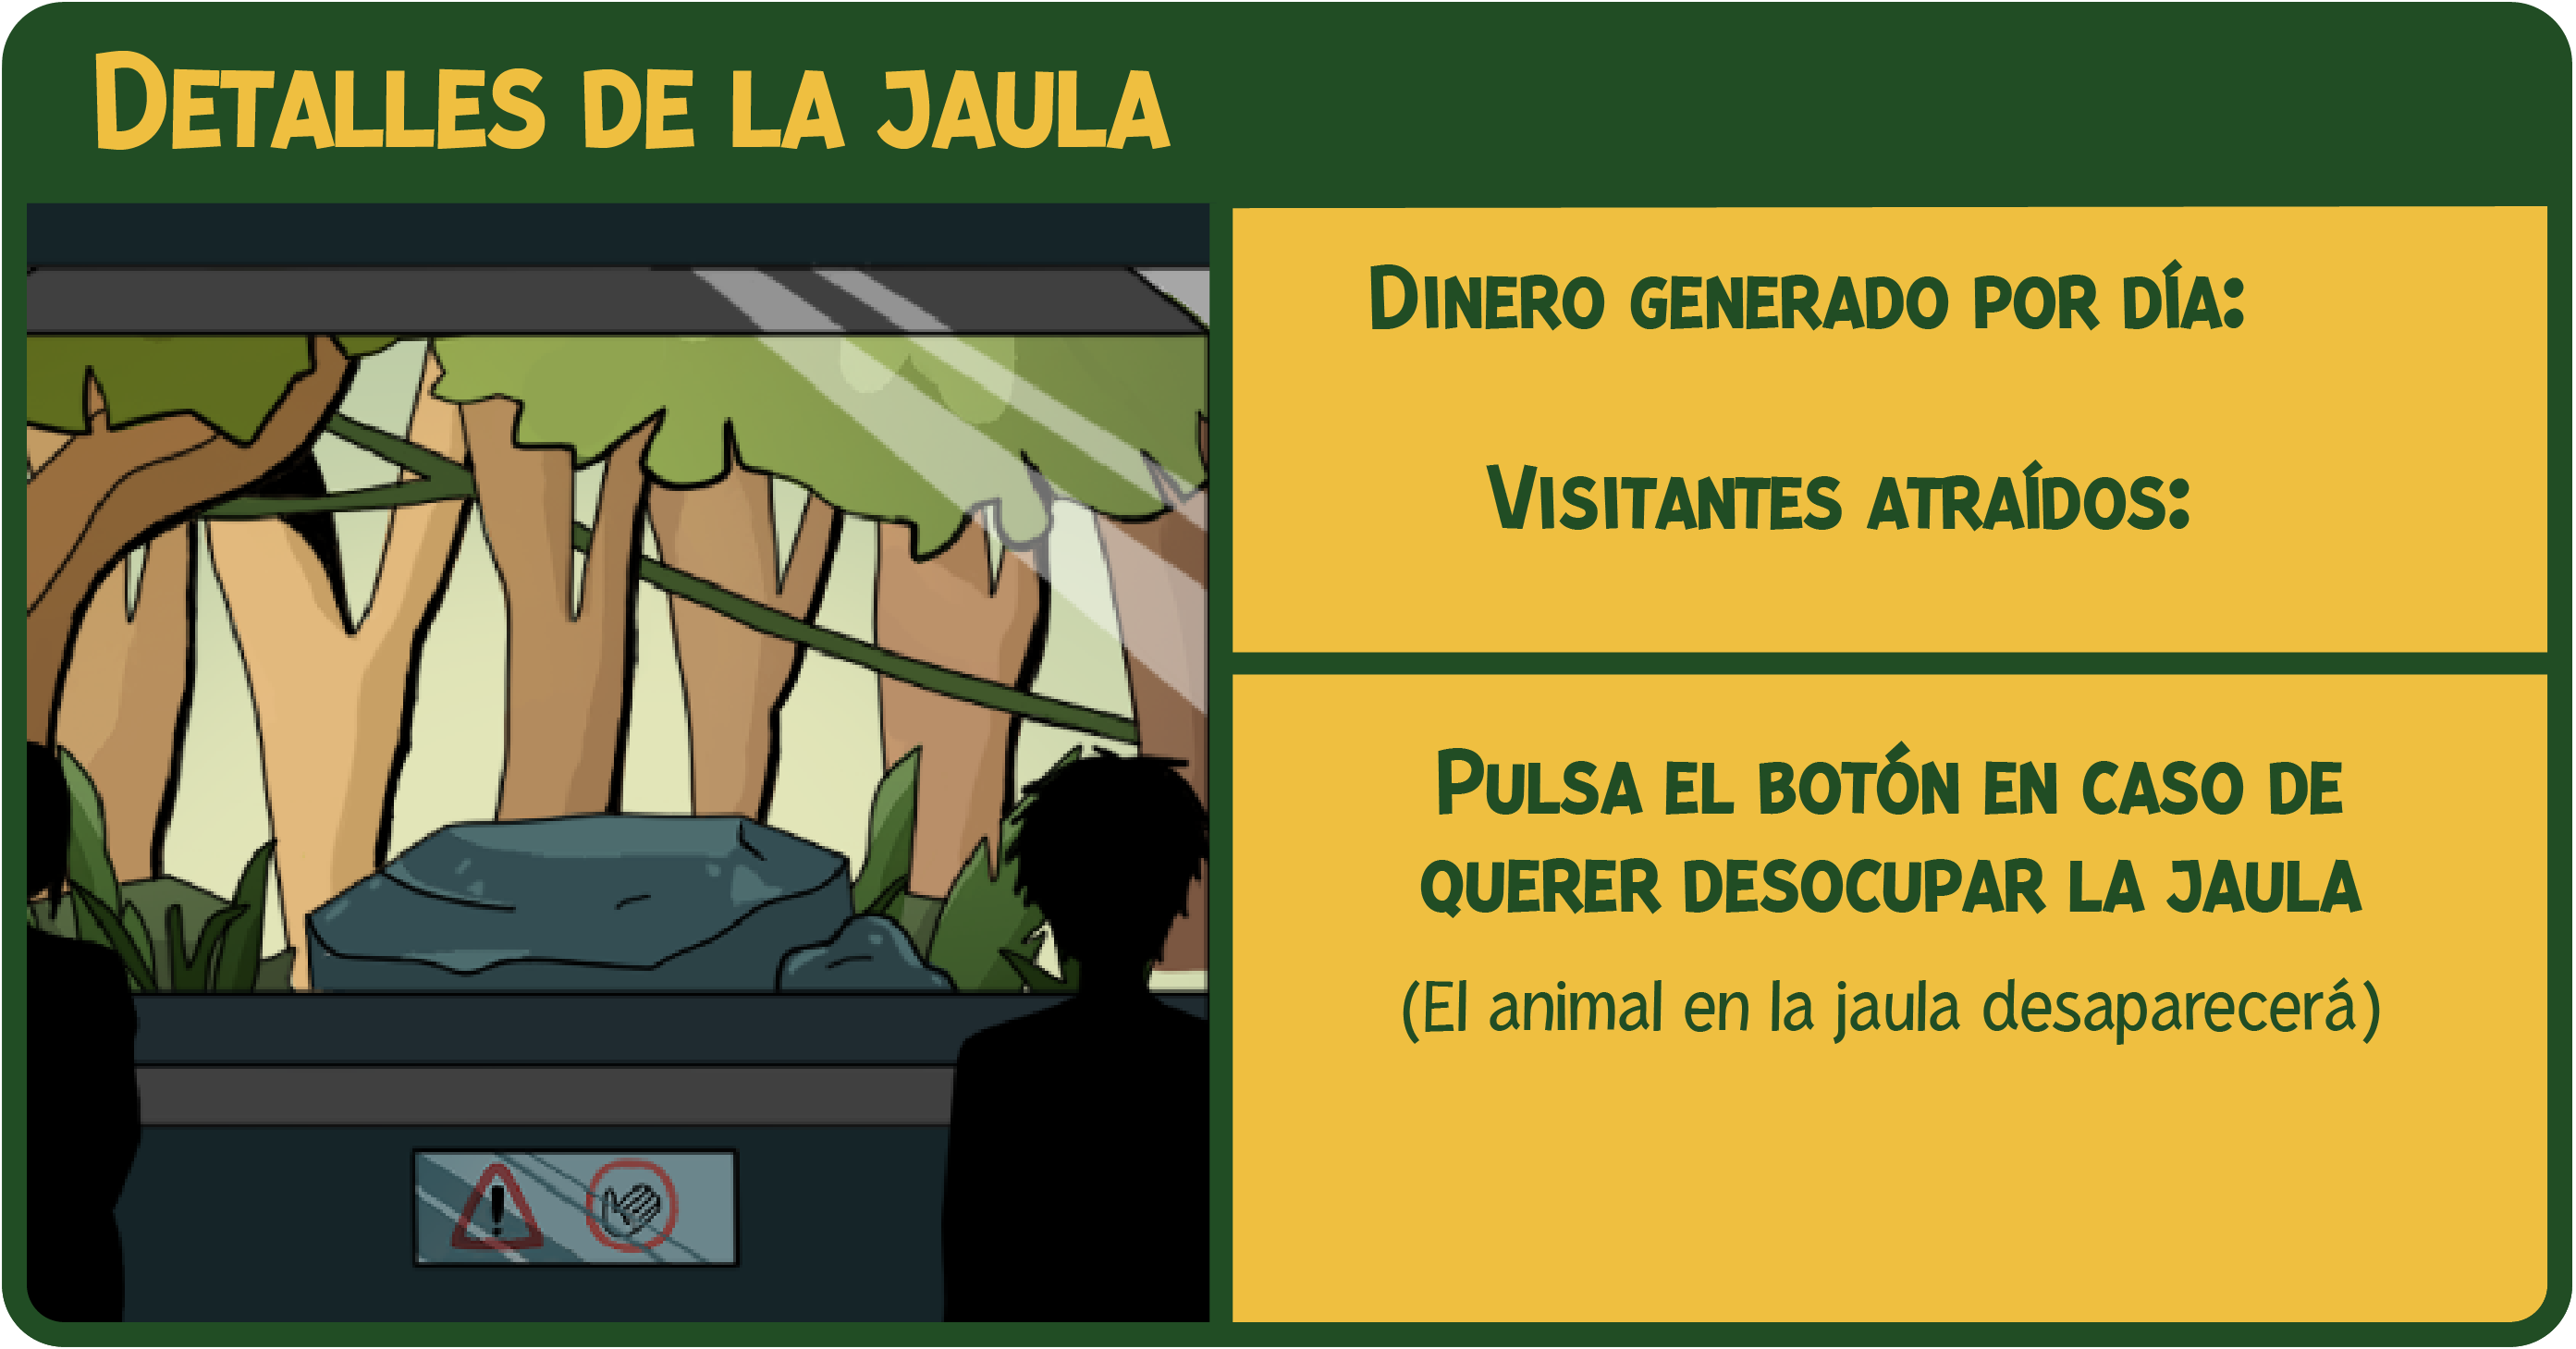 Detalles de la jaula
Dinero generado por día:
Visitantes atraídos:
Pulsa el botón en caso de
querer desocupar la jaula
(El animal en la jaula desaparecerá)
!